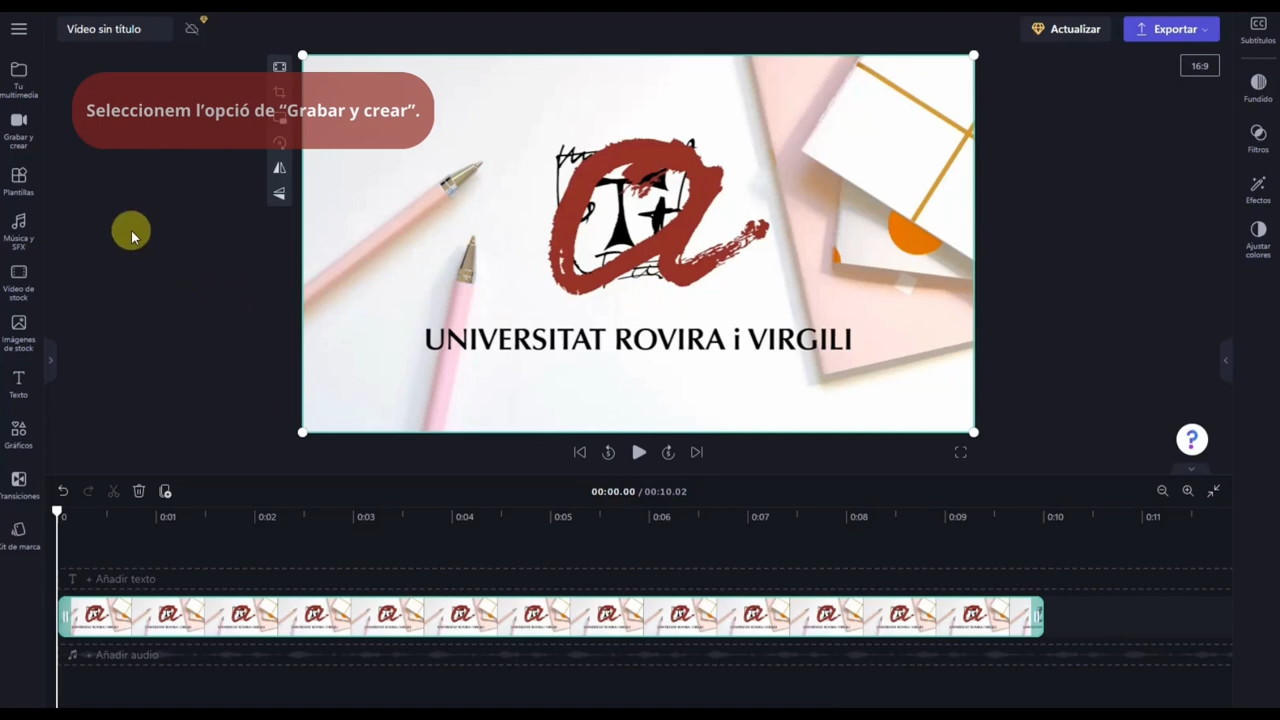 Vídeo sin título
Actualizar
Exportar
Subtítulos
16:9
Tu
multimedia
Grabar y
crear
Plantillas
Música y
SFX
Vídeo de
stock
Imágenes
de stock
Texto
Gráficos
Transiciones
Kit de marca
Seleccionem l'opció de “Grabar y crear”.
UNIVERSITAT ROVIRA i VIRGILI
Fundido
Filtros
Efectos
Ajustar
colores
?
00:00.00 / 00:10.02
0 0:01 0:02 0:03 0:04 0:05 0:06 0:07 0:08 0:09 0:10 0:11
T + Añadir texto
+ Añadir audio